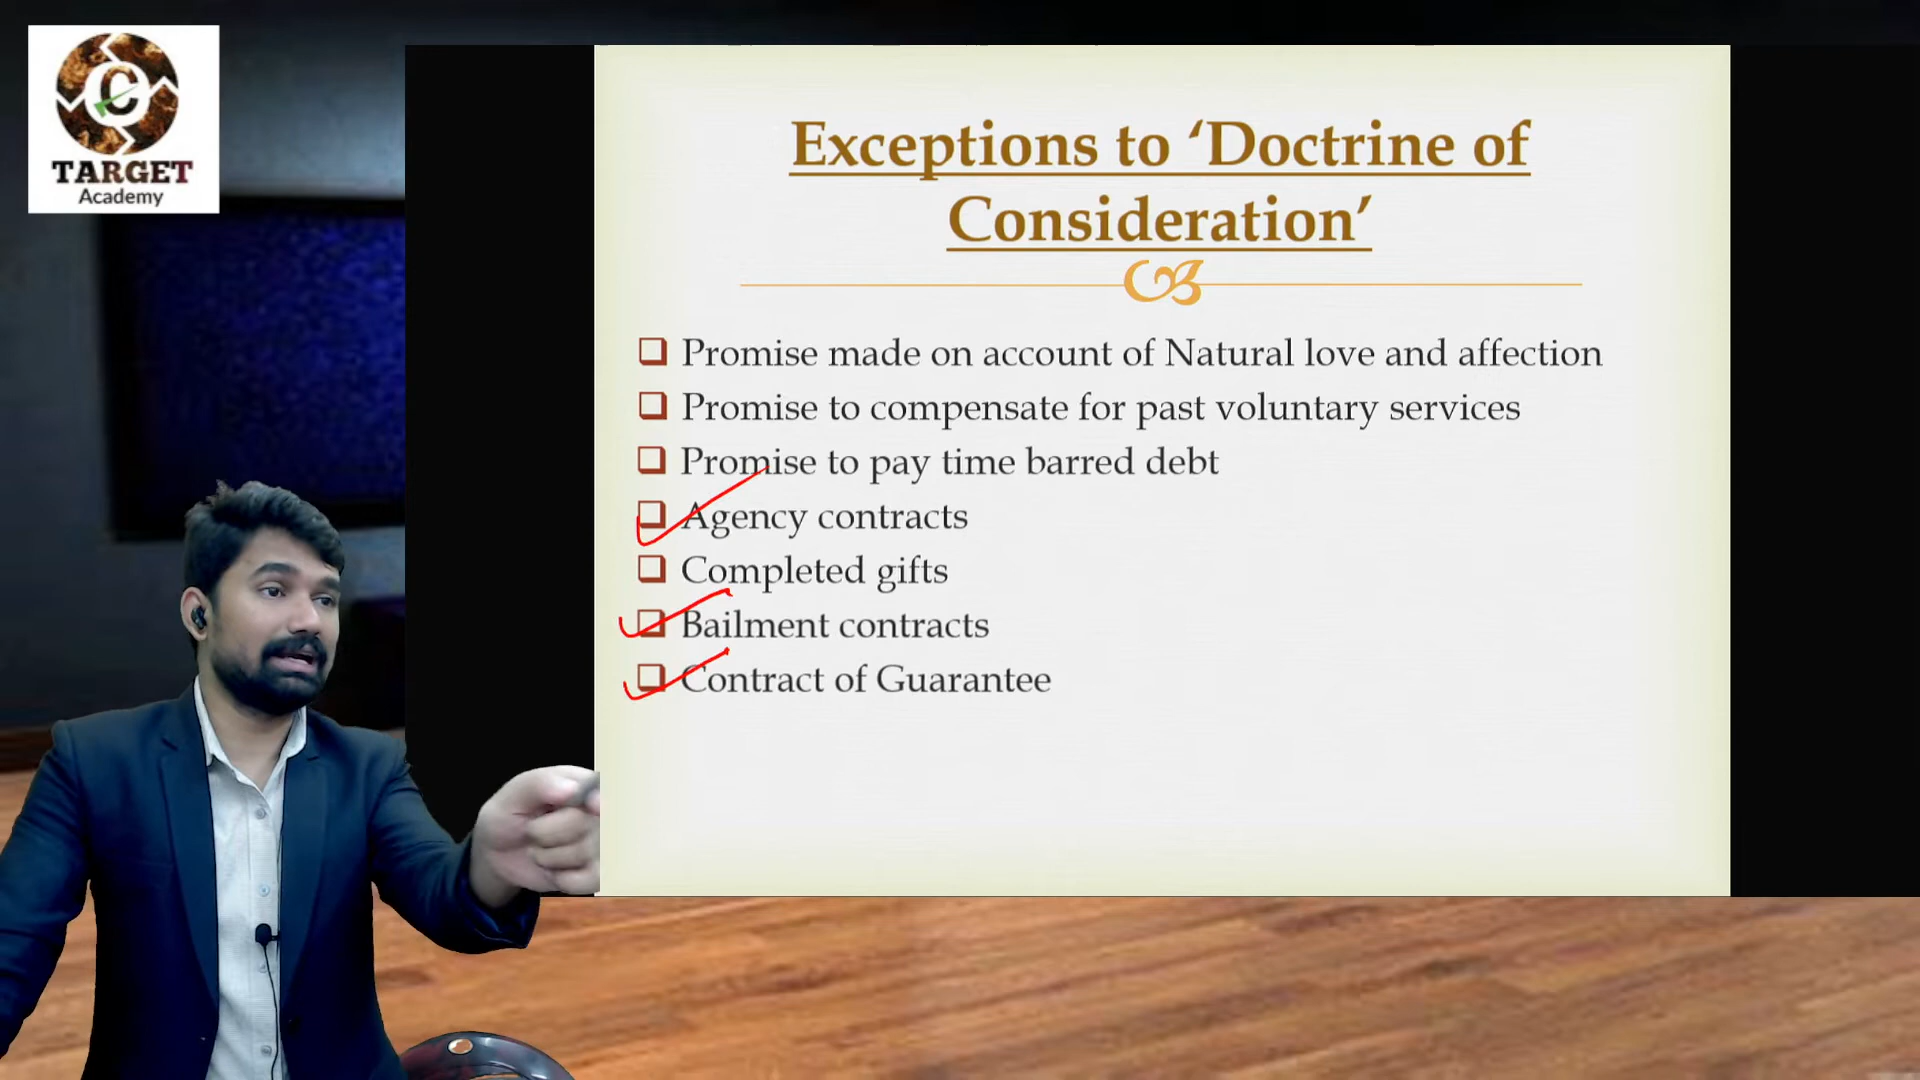 TARGET
Academy
Exceptions to ‘Doctrine of
Consideration’
Promise made on account of Natural love and affection
Promise to compensate for past voluntary services
Promise to pay time barred debt
Agency contracts
Completed gifts
Bailment contracts
Contract of Guarantee